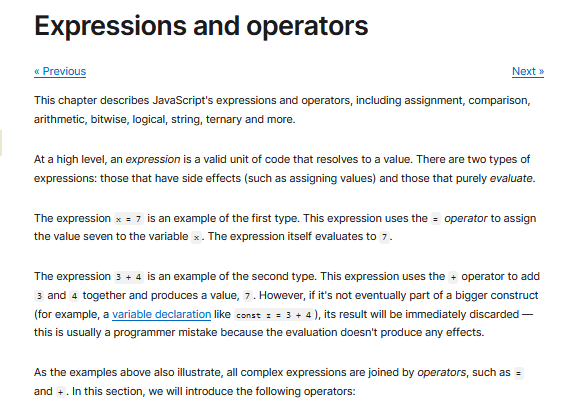 Expressions and operators
« Previous
Next »
This chapter describes JavaScript's expressions and operators, including assignment, comparison,
arithmetic, bitwise, logical, string, ternary and more.
At a high level, an expression is a valid unit of code that resolves to a value. There are two types of
expressions: those that have side effects (such as assigning values) and those that purely evaluate.
The expression x = 7 is an example of the first type. This expression uses the = operator to assign
the value seven to the variable x. The expression itself evaluates to 7.
The expression 3 + 4 is an example of the second type. This expression uses the + operator to add
3 and 4 together and produces a value, 7. However, if it's not eventually part of a bigger construct
(for example, a variable declaration like const z = 3 + 4), its result will be immediately discarded —
this is usually a programmer mistake because the evaluation doesn't produce any effects.
As the examples above also illustrate, all complex expressions are joined by operators, such as =
and +. In this section, we will introduce the following operators: